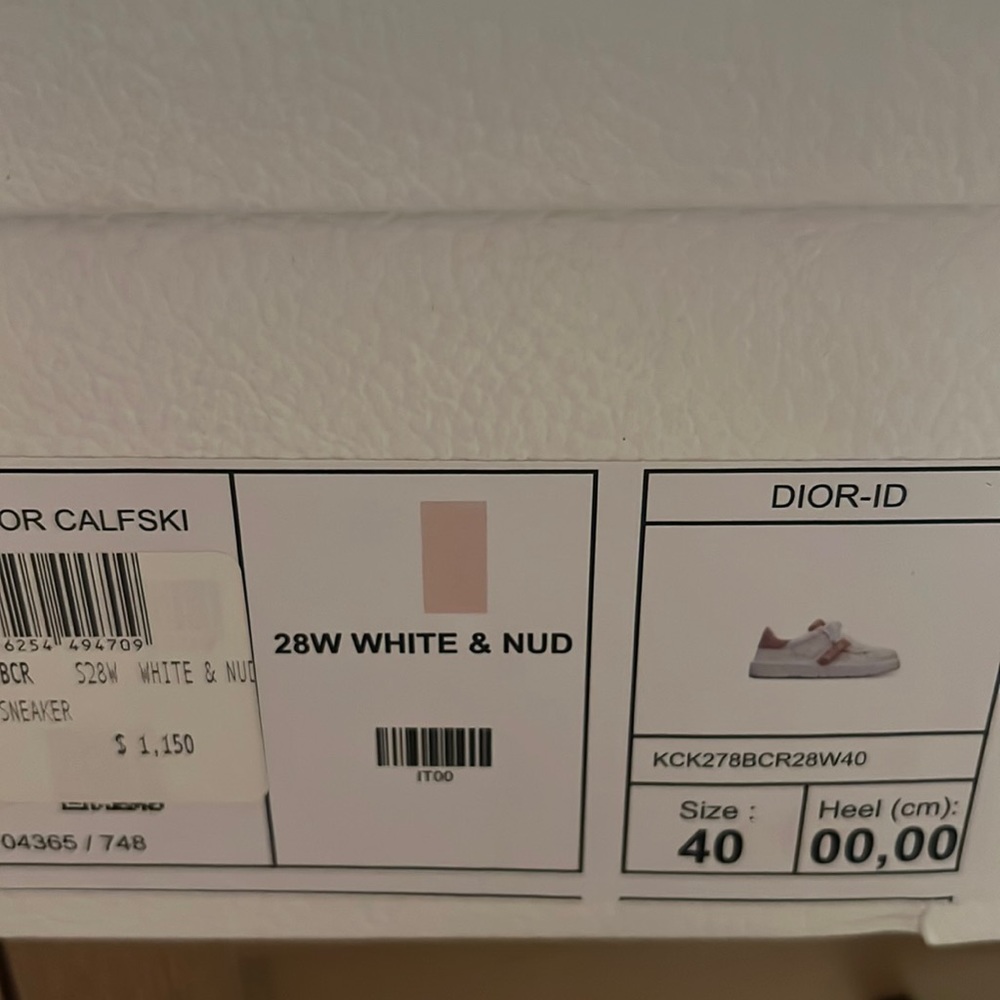 OR CALFSKI
6254 494709
BCR S28W WHITE & NUD
SNEAKER
$ 1,150
04365 / 748
28W WHITE & NUD
IT00
DIOR-ID
KCK278BCR28W40
Size :
40
Heel (cm):
00,00